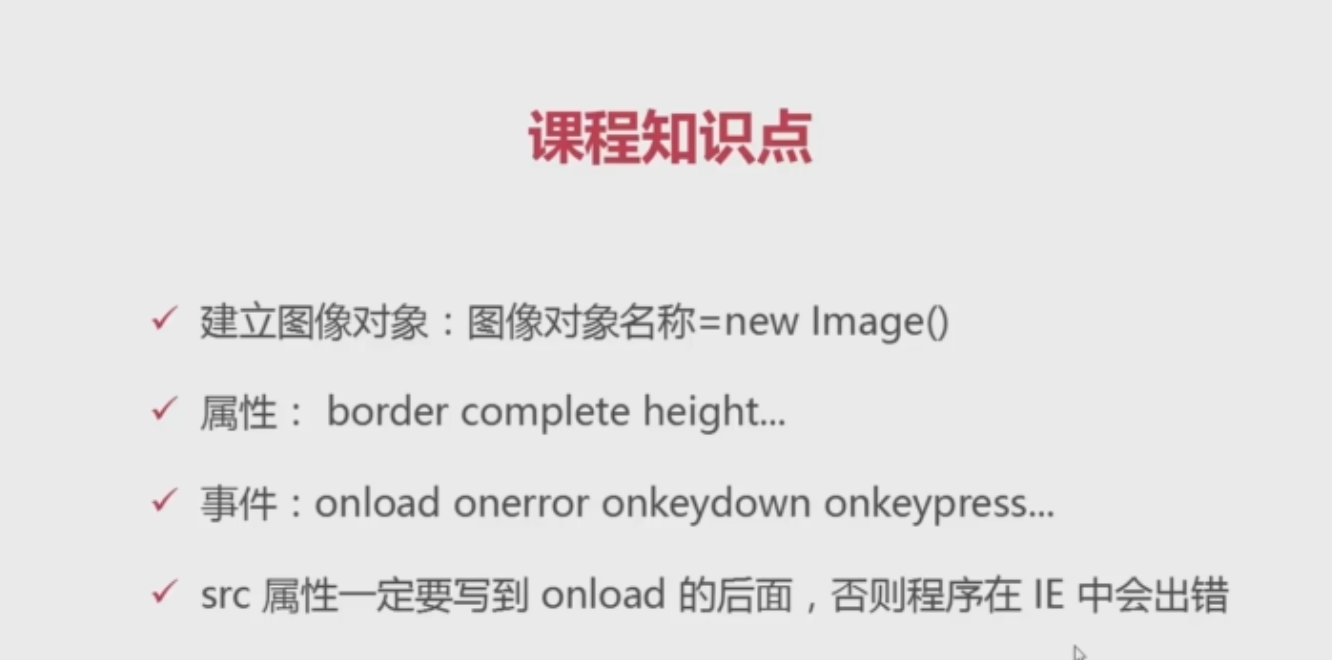 课程知识点
✓ 建立图像对象：图像对象名称=new Image()
✓ 属性： border complete height...
✓ 事件：onload onerror onkeydown onkeypress...
✓ src 属性一定要写到 onload 的后面，否则程序在 IE 中会出错